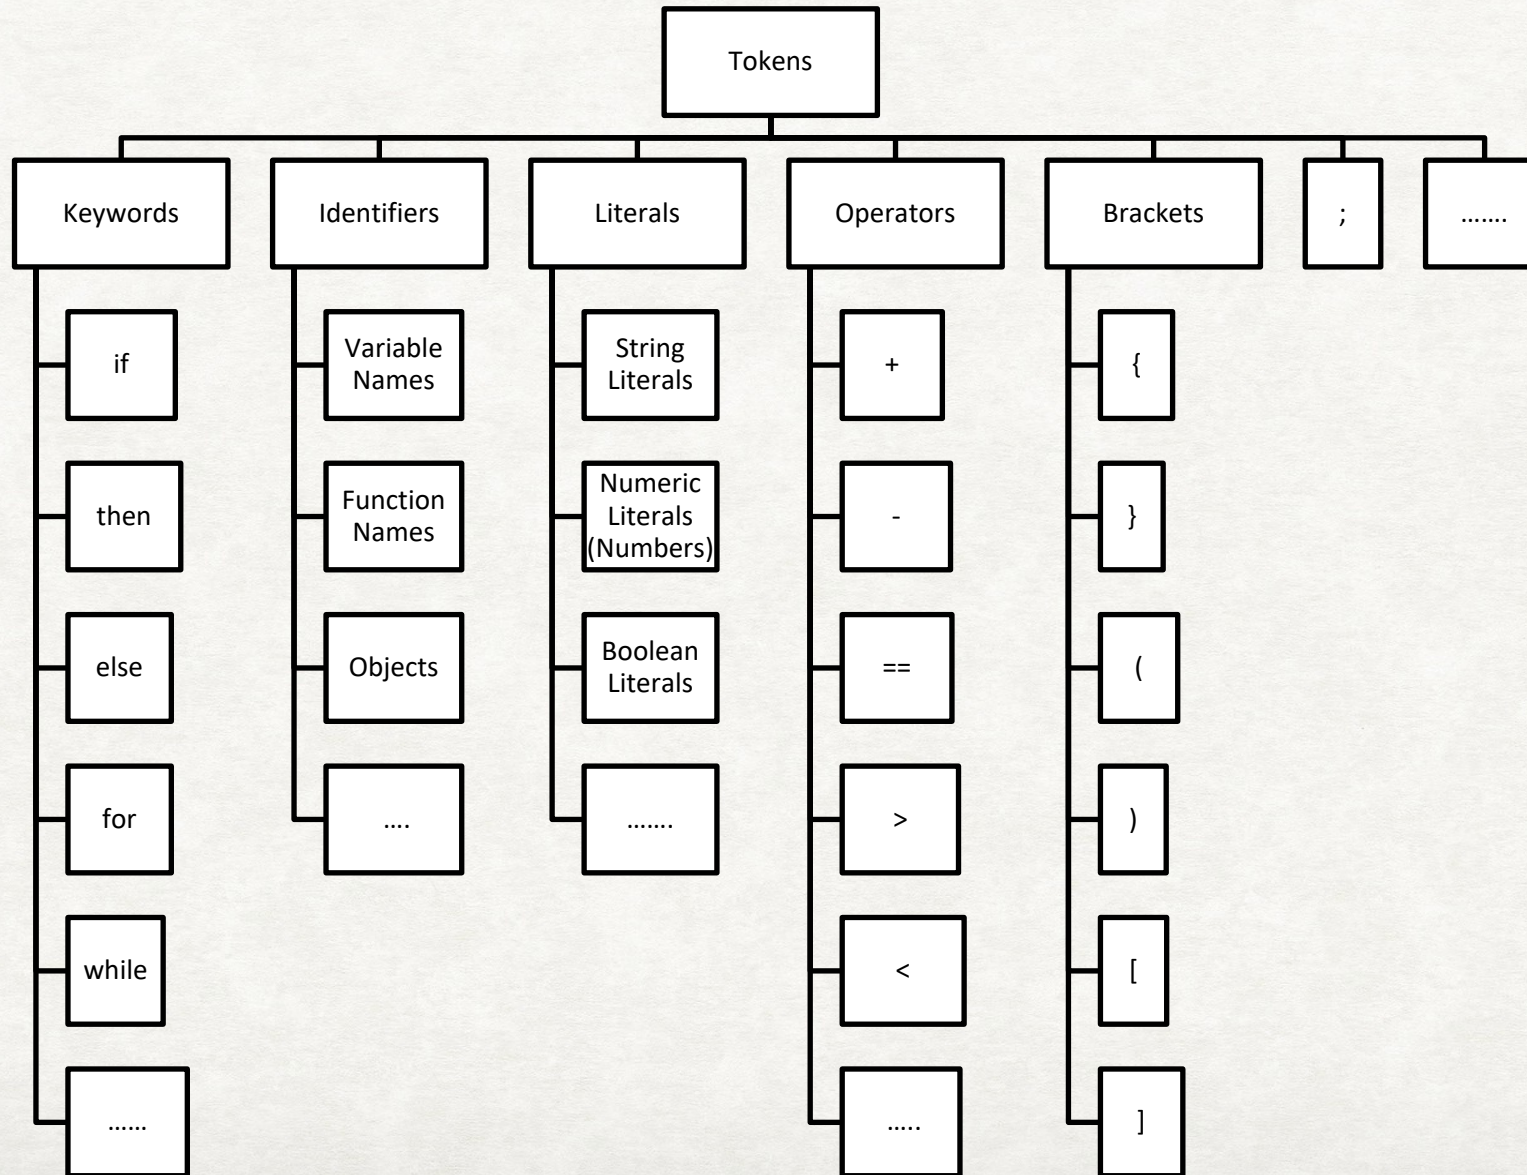 Tokens
Keywords
Identifiers
Literals
Operators
Brackets
;
.......
if
then
else
for
while
......
Variable
Names
Function
Names
Objects
....
String
Literals
Numeric
Literals
(Numbers)
Boolean
Literals
.......
+
-
==
>
<
.....
{
}
(
)
[
]